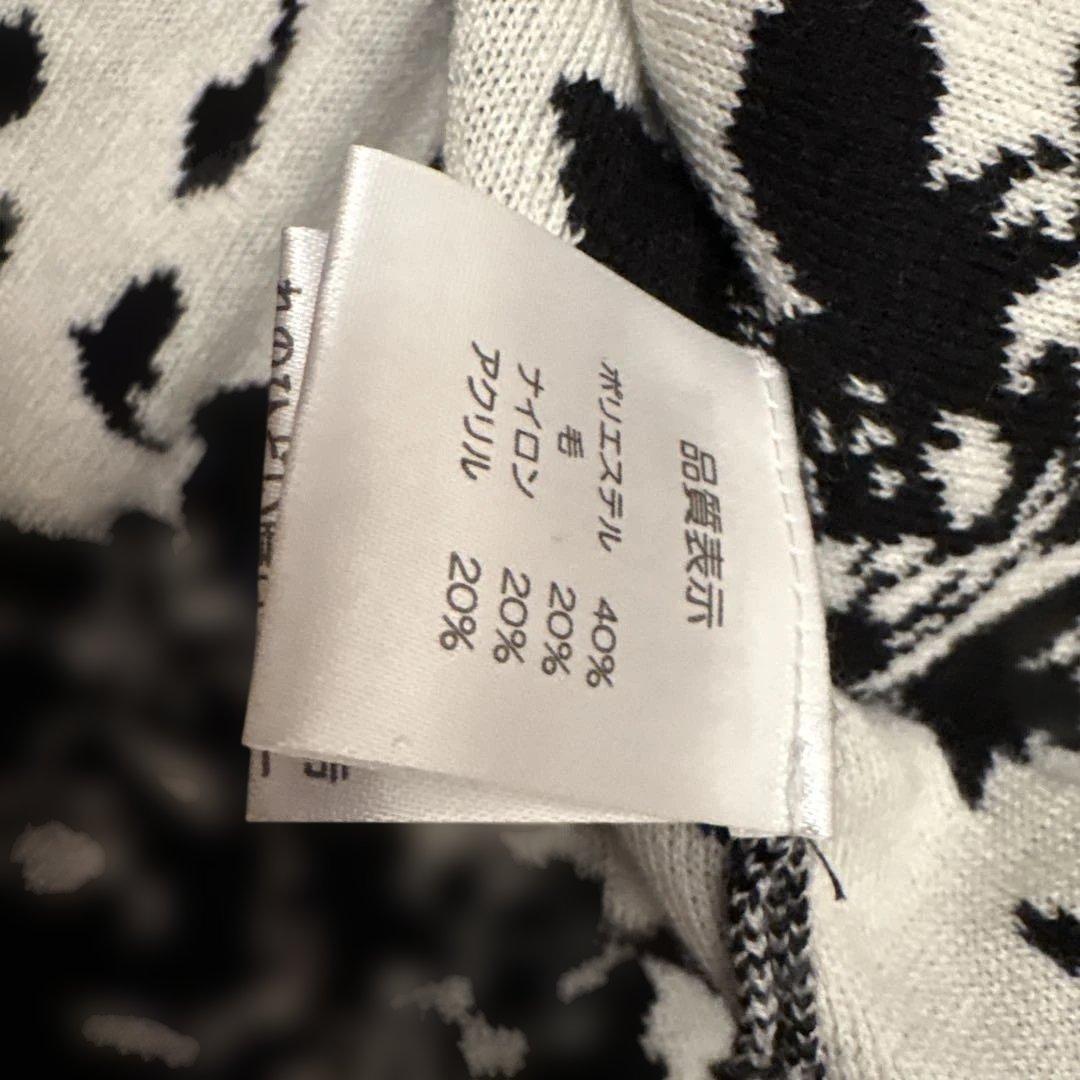 品質表示
ポリエステル 40%
毛 20%
ナイロン 20%
アクリル 20%